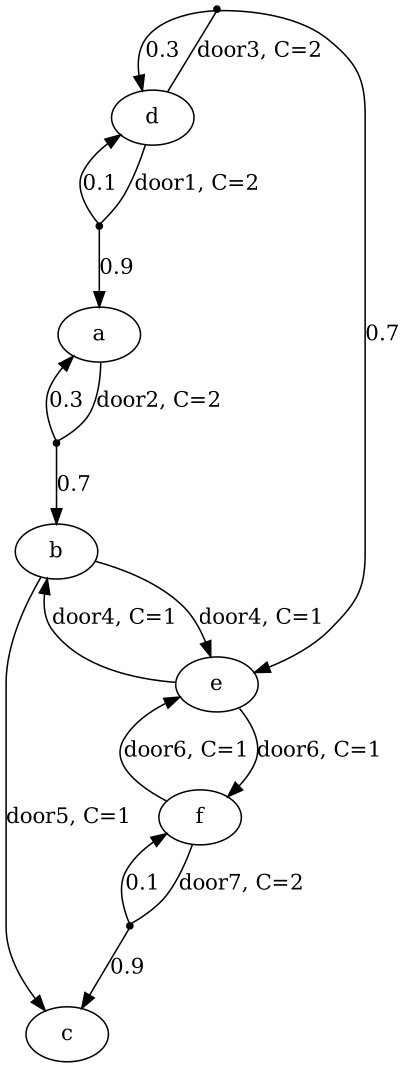 0.3
door3, C=2
d
0.1
door1, C=2
0.9
0.7
a
0.3
door2, C=2
0.7
b
door4, C=1
door4, C=1
e
door6, C=1
door6, C=1
door5, C=1
f
0.1
door7, C=2
0.9
c